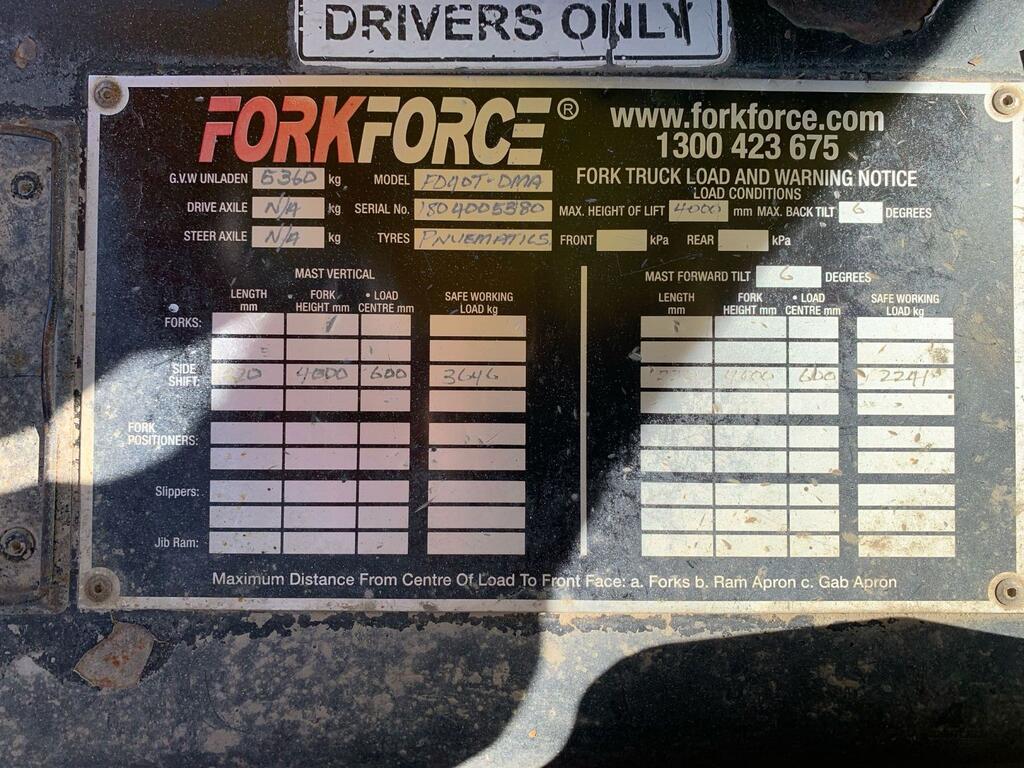 DRIVERS ONLY
FORKFORCE®
www.forkforce.com
1300 423 675
G.V.W UNLADEN 5360 kg MODEL FD40T-DMA
FORK TRUCK LOAD AND WARNING NOTICE
LOAD CONDITIONS
DRIVE AXILE N/A kg SERIAL No. 1804005380 MAX. HEIGHT OF LIFT 4000 mm MAX. BACK TILT 6 DEGREES
STEER AXILE N/A kg TYRES PNUEMATICS FRONT kPa REAR kPa
MAST VERTICAL
MAST FORWARD TILT 6 DEGREES
LENGTH mm FORK HEIGHT mm • LOAD CENTRE mm SAFE WORKING LOAD kg
LENGTH mm FORK HEIGHT mm • LOAD CENTRE mm SAFE WORKING LOAD kg
FORKS:
SIDE SHIFT: 4000 600 3646
4000 600 2241
FORK POSITIONERS:
Slippers:
Jib Ram:
Maximum Distance From Centre Of Load To Front Face: a. Forks b. Ram Apron c. Gab Apron